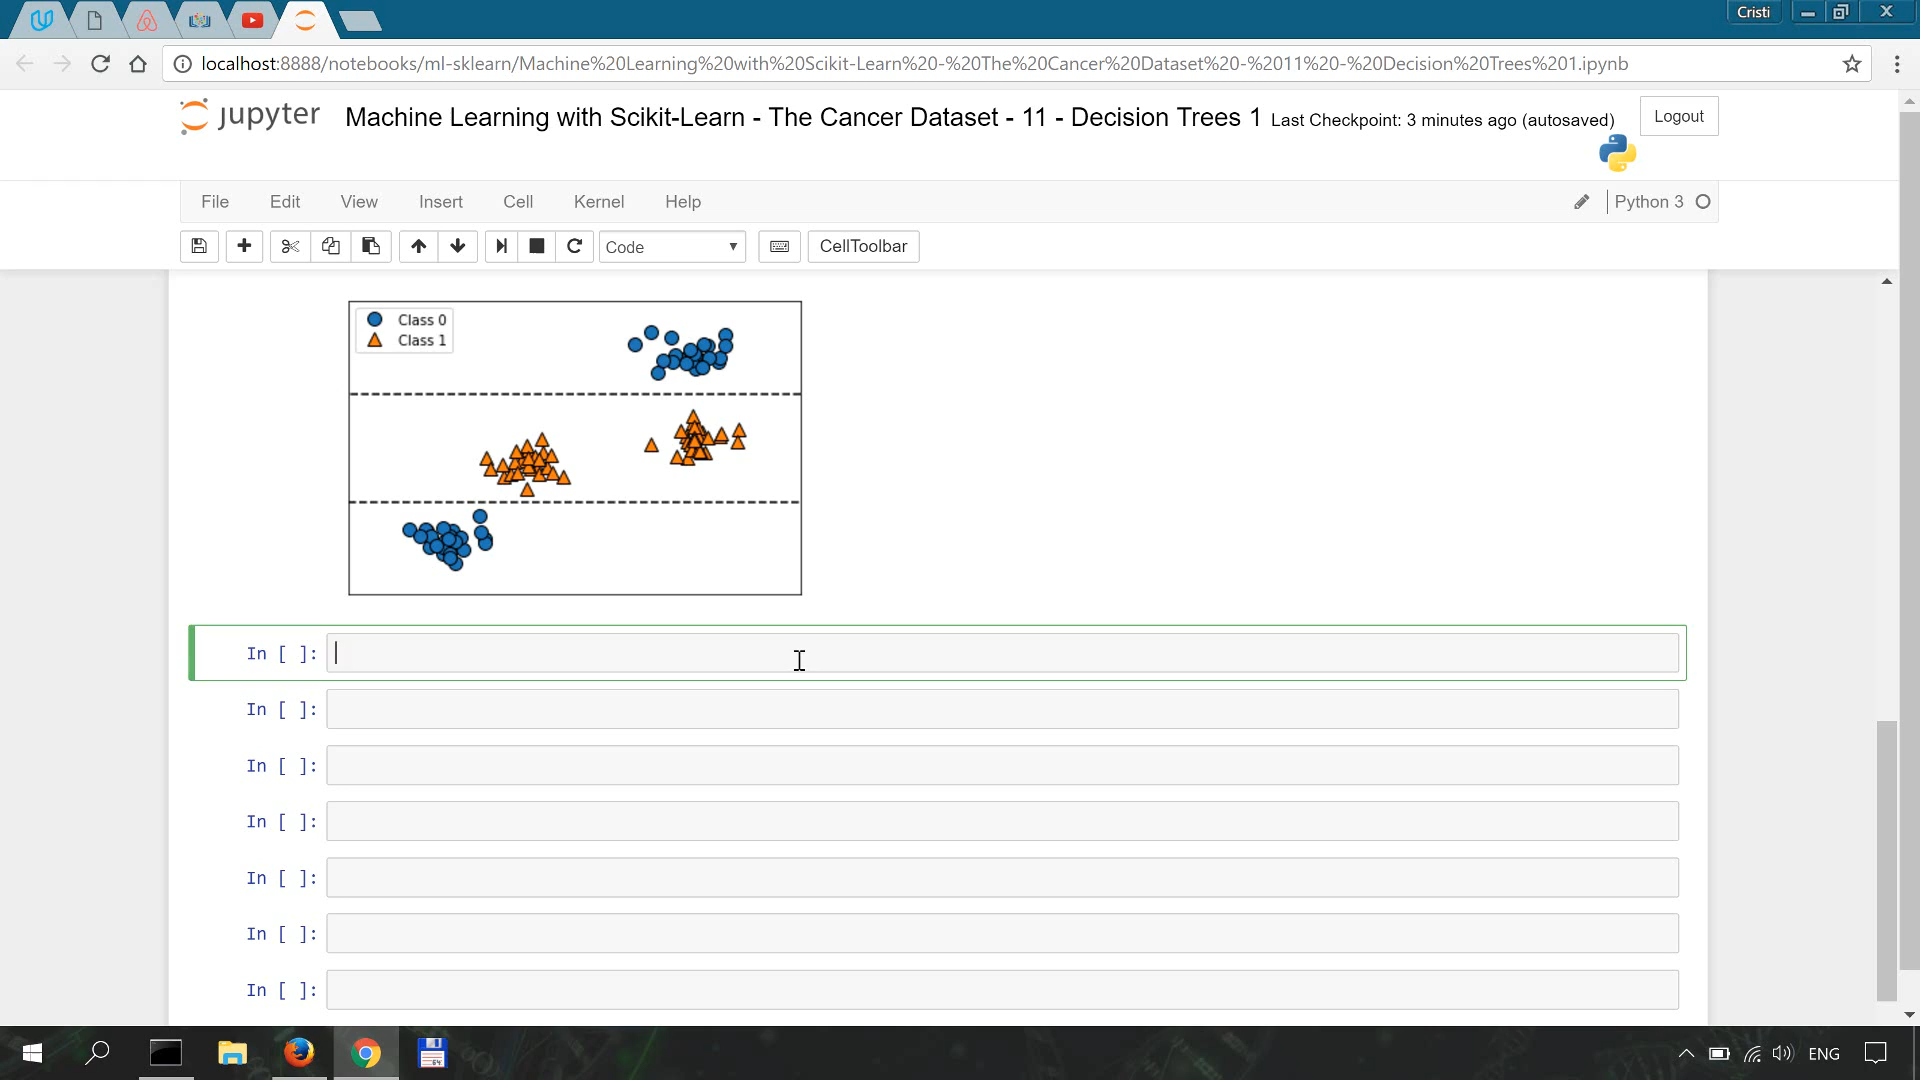 Cristi
localhost:8888/notebooks/ml-sklearn/Machine%20Learning%20with%20Scikit-Learn%20-%20The%20Cancer%20Dataset%20-%2011%20-%20Decision%20Trees%201.ipynb
jupyter Machine Learning with Scikit-Learn - The Cancer Dataset - 11 - Decision Trees 1 Last Checkpoint: 3 minutes ago (autosaved) Logout
File Edit View Insert Cell Kernel Help Python 3
Code CellToolbar
Class 0
Class 1
In [ ]:
In [ ]:
In [ ]:
In [ ]:
In [ ]:
In [ ]:
In [ ]:
64 ENG